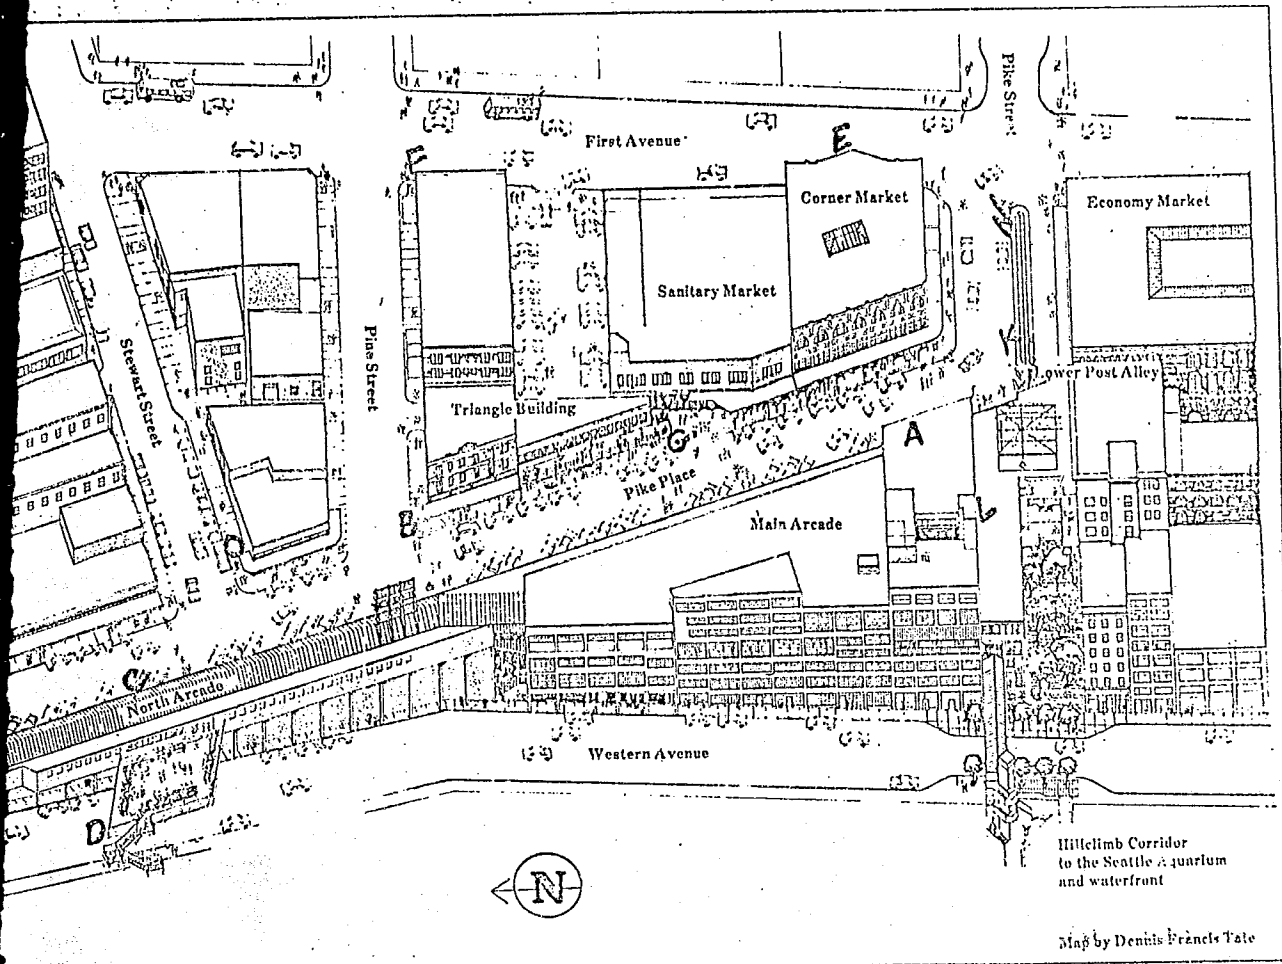 Pike Street
First Avenue
E
F
Corner Market
Economy Market
Sanitary Market
Stewart Street
Pine Street
Lower Post Alley
K
Triangle Building
G
A
Pike Place
Main Arcade
B
L
C
North Arcade
Western Avenue
D
N
Hillclimb Corridor
to the Seattle Aquarium
and waterfront
Map by Dennis Francis Tate